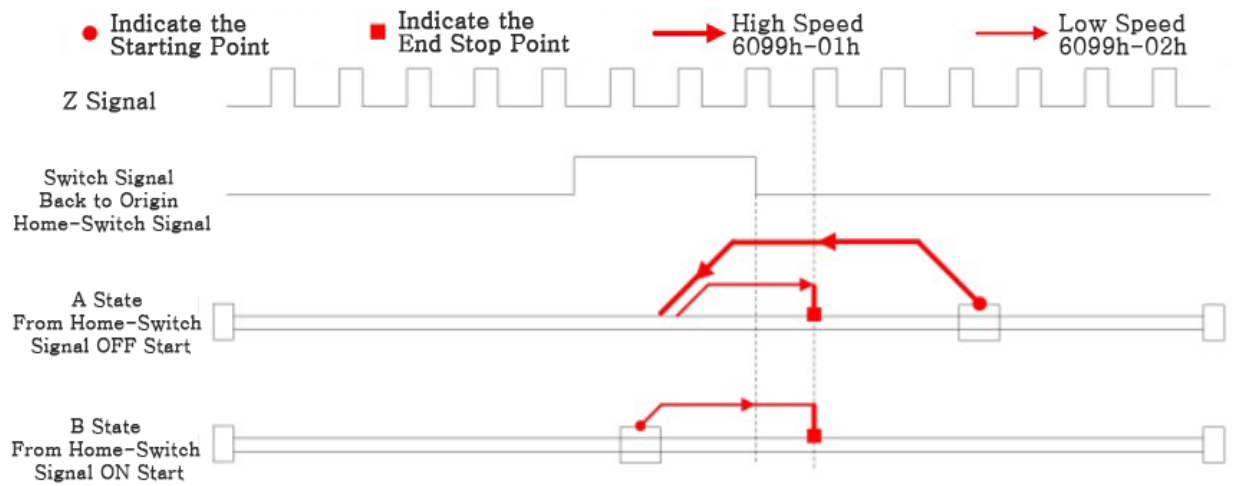 Indicate the
Starting Point
Indicate the
End Stop Point
High Speed
6099h-01h
Low Speed
6099h-02h
Z Signal
Switch Signal
Back to Origin
Home-Switch Signal
A State
From Home-Switch
Signal OFF Start
B State
From Home-Switch
Signal ON Start